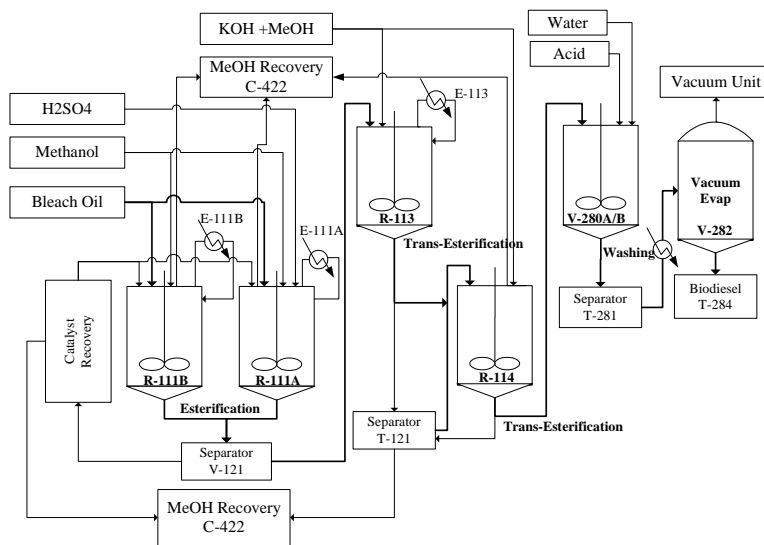 Water
KOH +MeOH
Acid
MeOH Recovery
C-422
Vacuum Unit
E-113
H2SO4
Methanol
Bleach Oil
R-113
V-280A/B
Vacuum
Evap
V-282
E-111B
E-111A
Trans-Esterification
Washing
Separator
T-281
Biodiesel
T-284
Catalyst
Recovery
R-111B
R-111A
R-114
Esterification
Separator
T-121
Trans-Esterification
Separator
V-121
MeOH Recovery
C-422